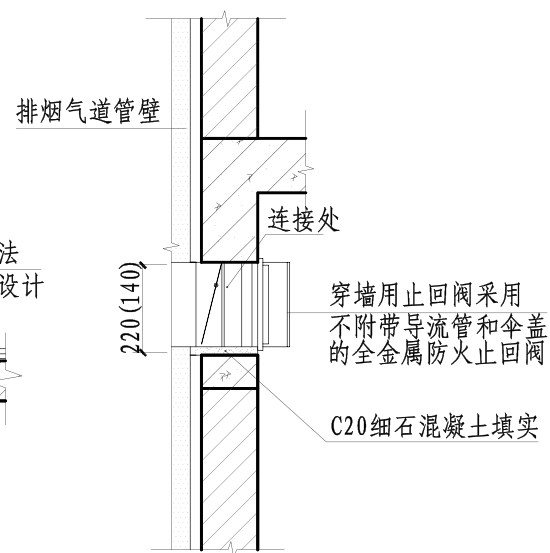 排烟气道管壁
连接处
法
设计
220(140)
穿墙用止回阀采用
不附带导流管和伞盖
的全金属防火止回阀
C20细石混凝土填实